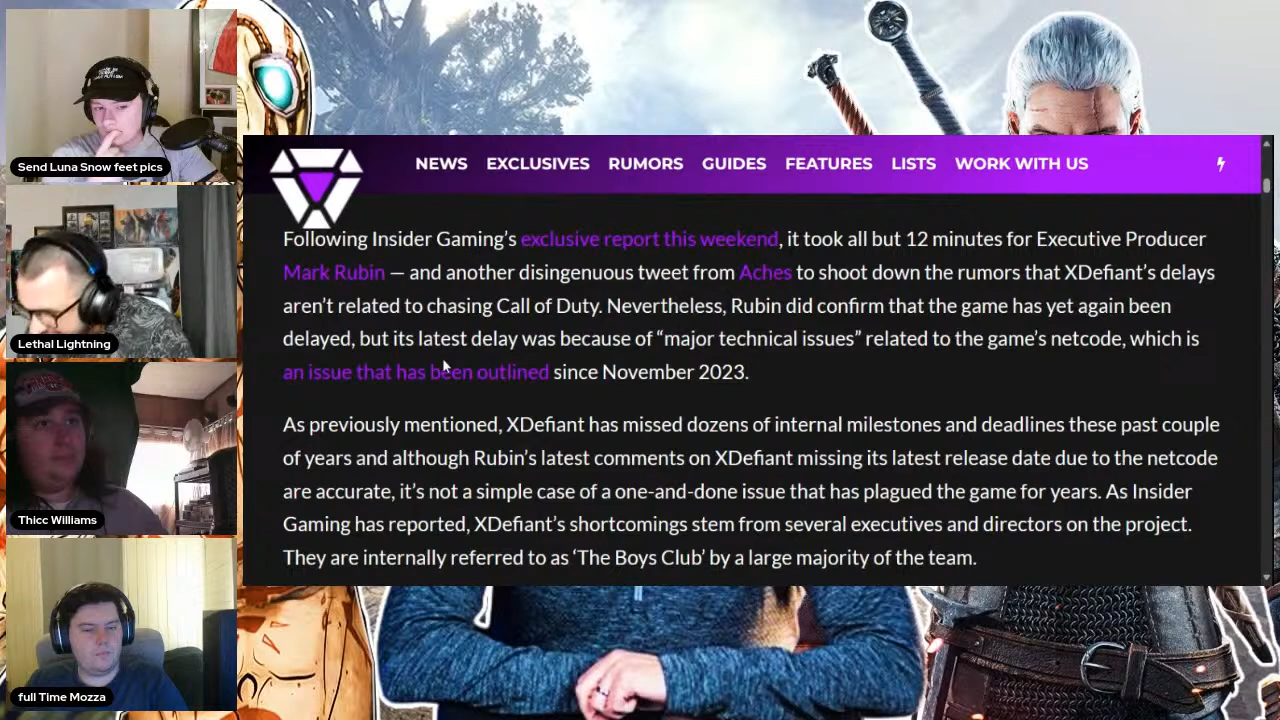 Send Luna Snow feet pics
Lethal Lightning
Thicc Williams
full Time Mozza
NEWS EXCLUSIVES RUMORS GUIDES FEATURES LISTS WORK WITH US
Following Insider Gaming’s exclusive report this weekend, it took all but 12 minutes for Executive Producer
Mark Rubin — and another disingenuous tweet from Aches to shoot down the rumors that XDefiant’s delays
aren’t related to chasing Call of Duty. Nevertheless, Rubin did confirm that the game has yet again been
delayed, but its latest delay was because of “major technical issues” related to the game’s netcode, which is
an issue that has been outlined since November 2023.
As previously mentioned, XDefiant has missed dozens of internal milestones and deadlines these past couple
of years and although Rubin’s latest comments on XDefiant missing its latest release date due to the netcode
are accurate, it’s not a simple case of a one-and-done issue that has plagued the game for years. As Insider
Gaming has reported, XDefiant’s shortcomings stem from several executives and directors on the project.
They are internally referred to as ‘The Boys Club’ by a large majority of the team.